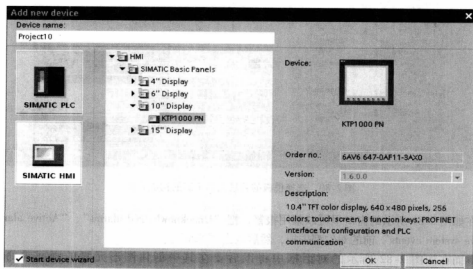 Add new device
Device name:
Project10
SIMATIC PLC
SIMATIC HMI
HMI
SIMATIC Basic Panels
4" Display
6" Display
10" Display
KTP1000 PN
15" Display
Device:
KTP1000 PN
Order no.: 6AV6 647-0AF11-3AX0
Version: 1.6.0.0
Description:
10.4" TFT color display, 640 x 480 pixels, 256
colors, touch screen, 8 function keys; PROFINET
interface for configuration and PLC
communication
Start device wizard
OK
Cancel